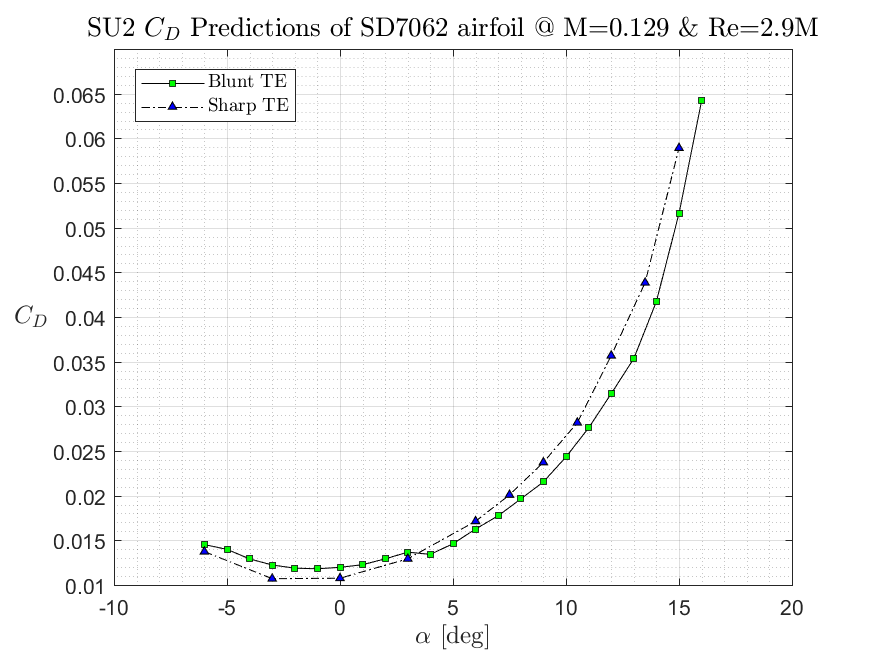 SU2 C_D Predictions of SD7062 airfoil @ M=0.129 & Re=2.9M
Blunt TE
Sharp TE
0.065
0.06
0.055
0.05
0.045
0.04
0.035
0.03
0.025
0.02
0.015
0.01
C_D
-10 -5 0 5 10 15 20
α [deg]